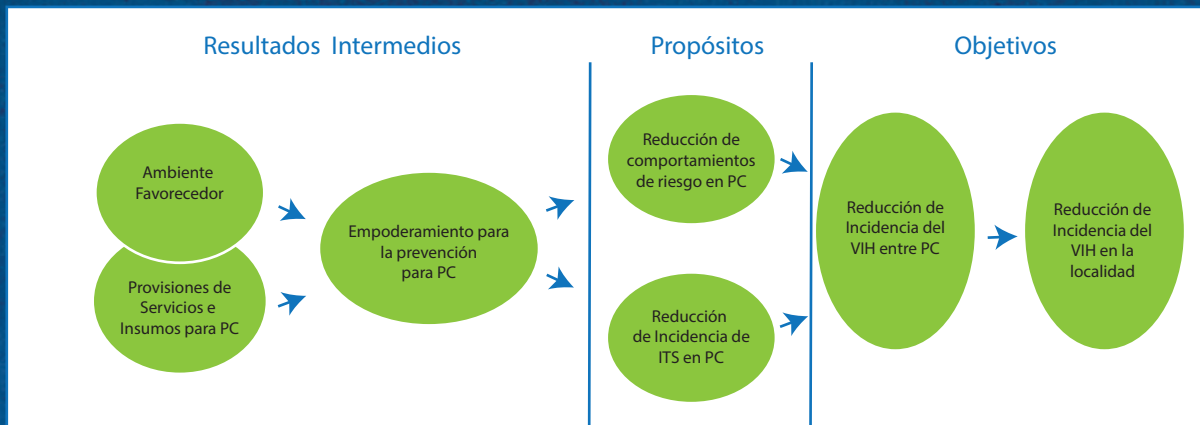 Resultados Intermedios
Propósitos
Objetivos
Ambiente
Favorecedor
Provisiones de
Servicios e
Insumos para PC
Empoderamiento para
la prevención
para PC
Reducción de
comportamientos
de riesgo en PC
Reducción
de Incidencia de
ITS en PC
Reducción de
Incidencia del
VIH entre PC
Reducción de
Incidencia del
VIH en la
localidad